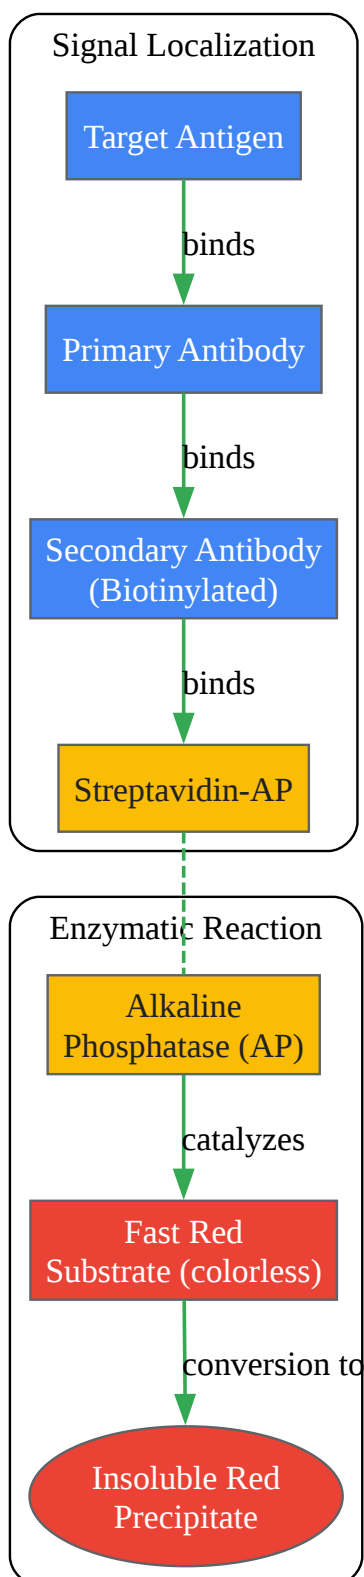 Signal Localization
Target Antigen
binds
Primary Antibody
binds
Secondary Antibody
(Biotinylated)
binds
Streptavidin-AP
Enzymatic Reaction
Alkaline
Phosphatase (AP)
catalyzes
Fast Red
Substrate (colorless)
conversion to
Insoluble Red
Precipitate